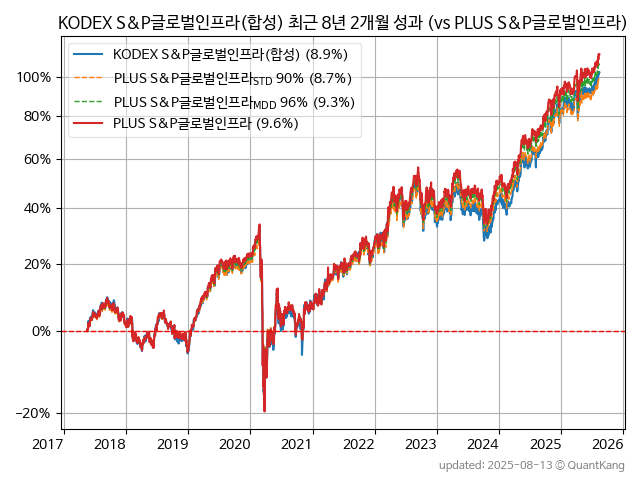 KODEX S&P글로벌인프라(합성) 최근 8년 2개월 성과 (vs PLUS S&P글로벌인프라)
KODEX S&P글로벌인프라(합성) (8.9%)
PLUS S&P글로벌인프라STD 90% (8.7%)
PLUS S&P글로벌인프라MDD 96% (9.3%)
PLUS S&P글로벌인프라 (9.6%)
100%
80%
60%
40%
20%
0%
−20%
2017 2018 2019 2020 2021 2022 2023 2024 2025 2026
updated: 2025-08-13 © QuantKang